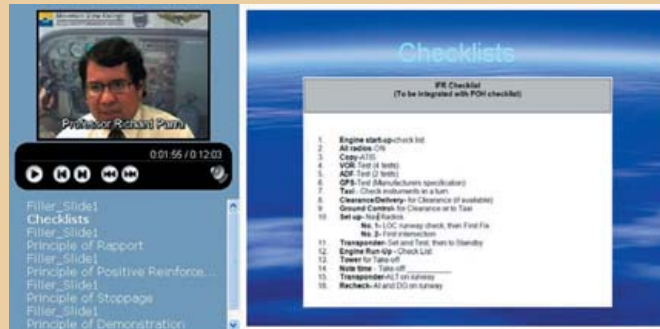 Professor Richard Parra
0:01:55 / 0:12:03
Filler_Slide1
Checklists
Filler_Slide1
Principle of Rapport
Filler_Slide1
Principle of Positive Reinforce...
Filler_Slide1
Principle of Stoppage
Filler_Slide1
Principle of Demonstration
Checklists
IFR Checklist
(To be integrated with POH checklist)
1. Engine start-up-check list
2. All radios-ON
3. Copy-ATIS
4. VOR-Test (4 tests)
5. ADF-Test (2 tests)
6. GPS-Test (Manufacturers specification)
7. Taxi - Check instruments in a turn
8. Clearance/Delivery- for Clearance (if available)
9. Ground Control- for Clearance or to Taxi
10. Set up- Nav Radios
No. 1- LOC runway check, then First Fix
No. 2- First intersection
11. Transponder- Set and Test, then to Standby
12. Engine Run-Up - Check List
13. Tower for Take-off
14. Note time - Take-off
15. Transponder-ALT on runway
16. Recheck- AI and DG on runway